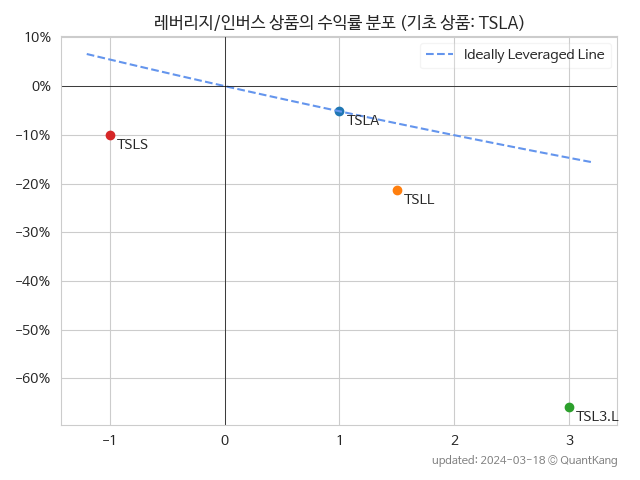 레버리지/인버스 상품의 수익률 분포 (기초 상품: TSLA)
10%
Ideally Leveraged Line
0%
TSLA
−10%
TSLS
−20%
TSLL
−30%
−40%
−50%
−60%
TSL3.L
−1 0 1 2 3
updated: 2024-03-18 ⓒ QuantKang